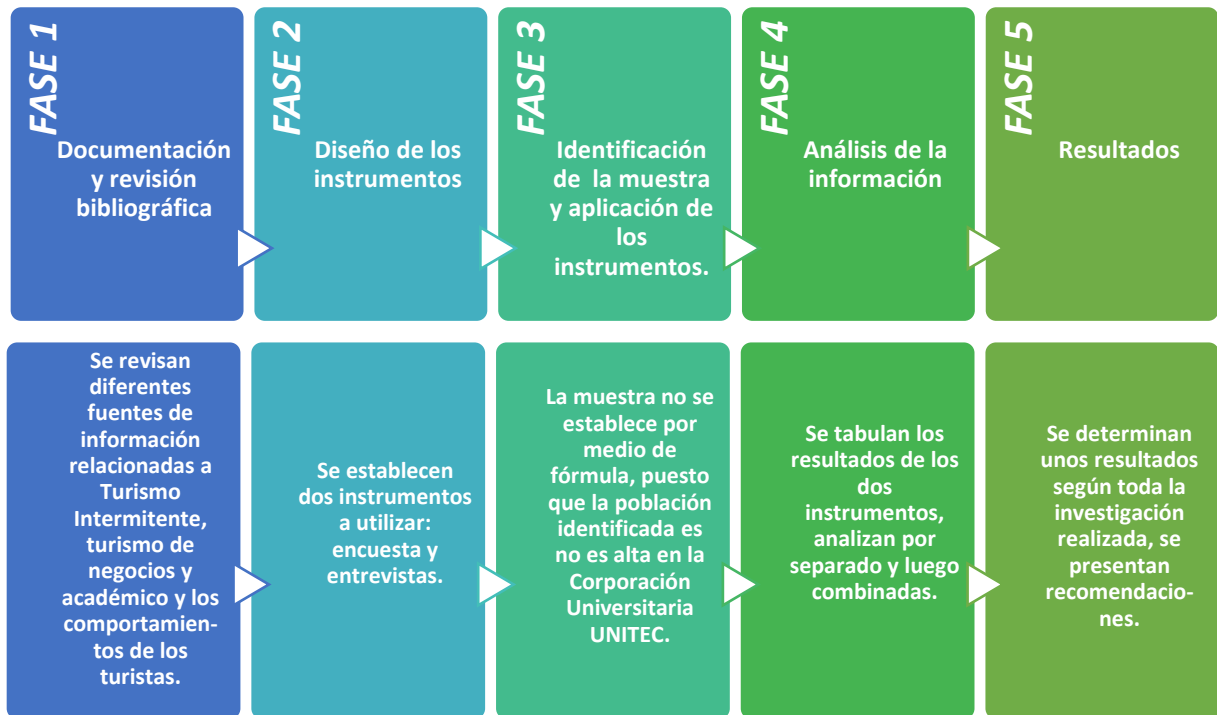 FASE 1
Documentación
y revisión
bibliográfica
FASE 2
Diseño de los
instrumentos
FASE 3
Identificación
de la muestra
y aplicación de
los
instrumentos.
FASE 4
Análisis de la
información
FASE 5
Resultados
Se revisan
diferentes
fuentes de
información
relacionadas a
Turismo
Intermitente,
turismo de
negocios y
académico y los
comportamien-
tos de los
turistas.
Se establecen
dos instrumentos
a utilizar:
encuesta y
entrevistas.
La muestra no se
establece por
medio de
fórmula, puesto
que la población
identificada es
no es alta en la
Corporación
Universitaria
UNITEC.
Se tabulan los
resultados de los
dos
instrumentos,
analizan por
separado y luego
combinadas.
Se determinan
unos resultados
según toda la
investigación
realizada, se
presentan
recomendacio-
nes.